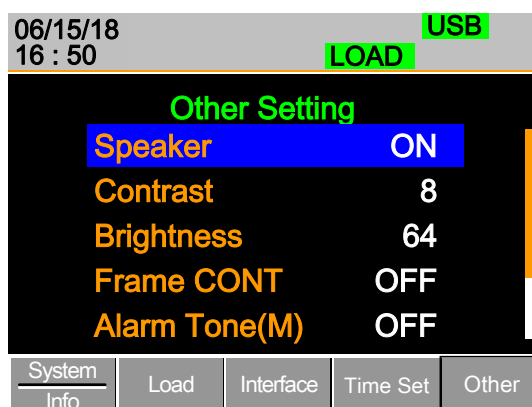 06/15/18 USB
16 : 50 LOAD
Other Setting
Speaker ON
Contrast 8
Brightness 64
Frame CONT OFF
Alarm Tone(M) OFF
System
Info Load Interface Time Set Other